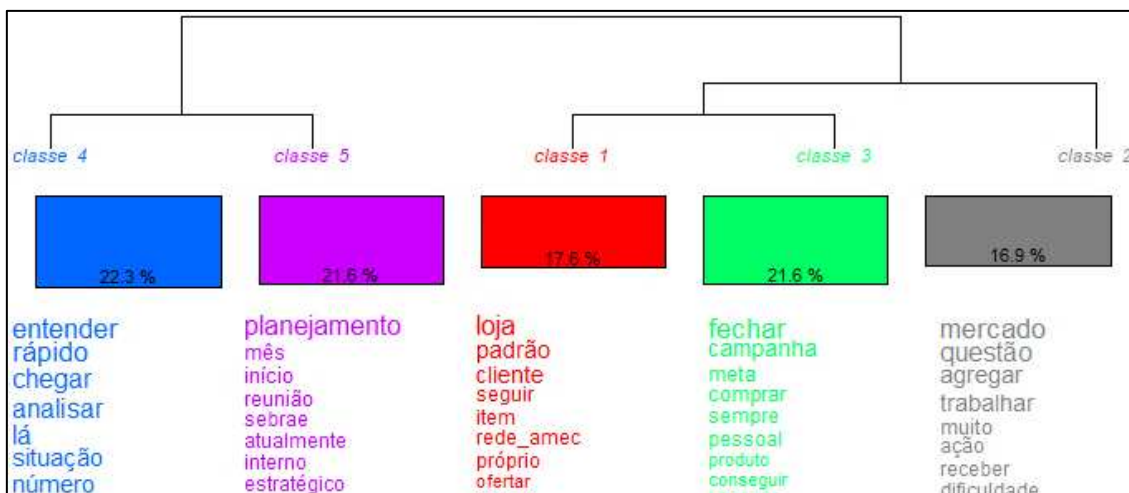 classe 4 classe 5 classe 1 classe 3 classe 2
22.3 % 21.6 % 17.6 % 21.6 % 16.9 %
entender
rápido
chegar
analisar
lá
situação
número
planejamento
mês
início
reunião
sebrae
atualmente
interno
estratégico
loja
padrão
cliente
seguir
item
rede_amec
próprio
ofertar
fechar
campanha
meta
comprar
sempre
pessoal
produto
conseguir
mercado
questão
agregar
trabalhar
muito
ação
receber
dificuldade